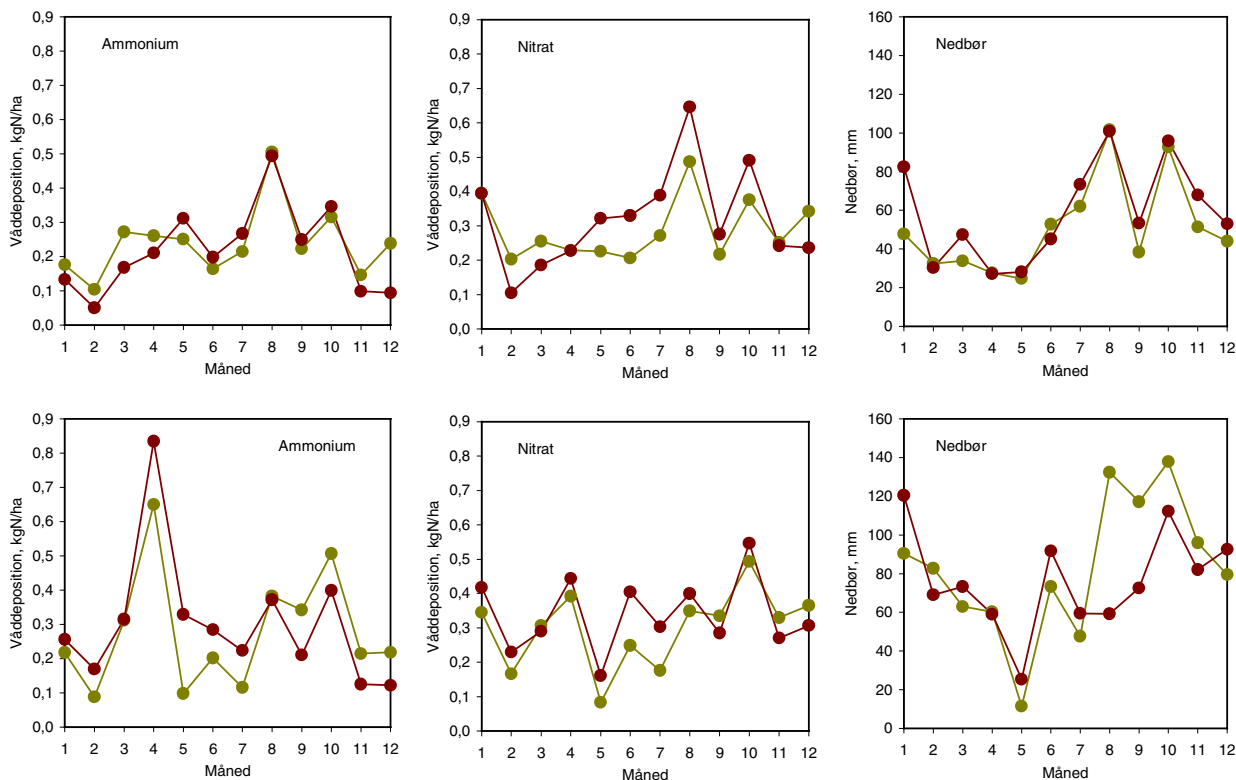 Ammonium
Våddeposition, kgN/ha
0,9
0,8
0,7
0,6
0,5
0,4
0,3
0,2
0,1
0,0
1 2 3 4 5 6 7 8 9 10 11 12
Måned
Nitrat
Våddeposition, kgN/ha
0,9
0,8
0,7
0,6
0,5
0,4
0,3
0,2
0,1
0,0
1 2 3 4 5 6 7 8 9 10 11 12
Måned
Nedbør
Nedbør, mm
160
140
120
100
80
60
40
20
0
1 2 3 4 5 6 7 8 9 10 11 12
Måned
Ammonium
Våddeposition, kgN/ha
0,9
0,8
0,7
0,6
0,5
0,4
0,3
0,2
0,1
0,0
1 2 3 4 5 6 7 8 9 10 11 12
Måned
Nitrat
Våddeposition, kgN/ha
0,9
0,8
0,7
0,6
0,5
0,4
0,3
0,2
0,1
0,0
1 2 3 4 5 6 7 8 9 10 11 12
Måned
Nedbør
Nedbør, mm
160
140
120
100
80
60
40
20
0
1 2 3 4 5 6 7 8 9 10 11 12
Måned